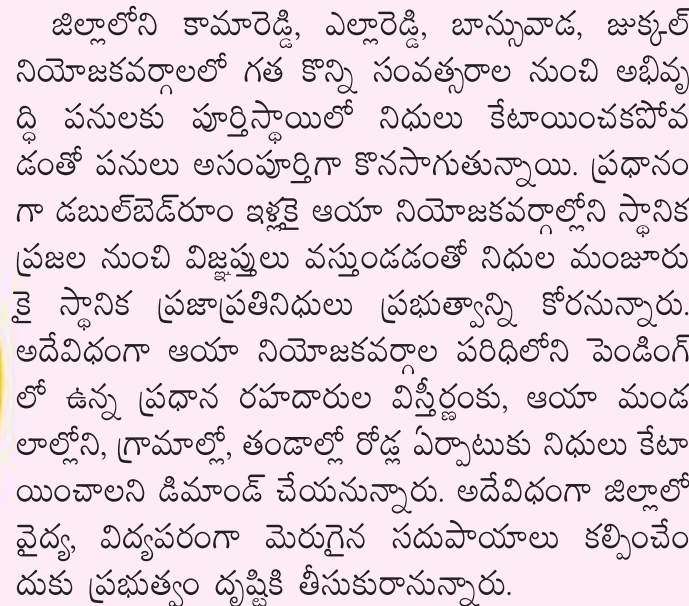 జిల్లాలోని కామారెడ్డి, ఎల్లారెడ్డి, బాన్సువాడ, జుక్కల్
నియోజకవర్గాలలో గత కొన్ని సంవత్సరాల నుంచి అభివృ
ద్ధి పనులకు పూర్తిస్థాయిలో నిధులు కేటాయించకపోవ
డంతో పనులు అసంపూర్తిగా కొనసాగుతున్నాయి. ప్రధానం
గా డబుల్‌బెడ్‌రూం ఇళ్లకై ఆయా నియోజకవర్గాల్లోని స్థానిక
ప్రజల నుంచి విజ్ఞప్తులు వస్తుండడంతో నిధుల మంజూరు
కై స్థానిక ప్రజాప్రతినిధులు ప్రభుత్వాన్ని కోరనున్నారు.
అదేవిధంగా ఆయా నియోజకవర్గాల పరిధిలోని పెండింగ్
లో ఉన్న ప్రధాన రహదారుల విస్తీర్ణంకు, ఆయా మండ
లాల్లోని, గ్రామాల్లో, తండాల్లో రోడ్ల ఏర్పాటుకు నిధులు కేటా
యించాలని డిమాండ్ చేయనున్నారు. అదేవిధంగా జిల్లాలో
వైద్య, విద్యపరంగా మెరుగైన సదుపాయాలు కల్పించేం
దుకు ప్రభుత్వం దృష్టికి తీసుకురానున్నారు.